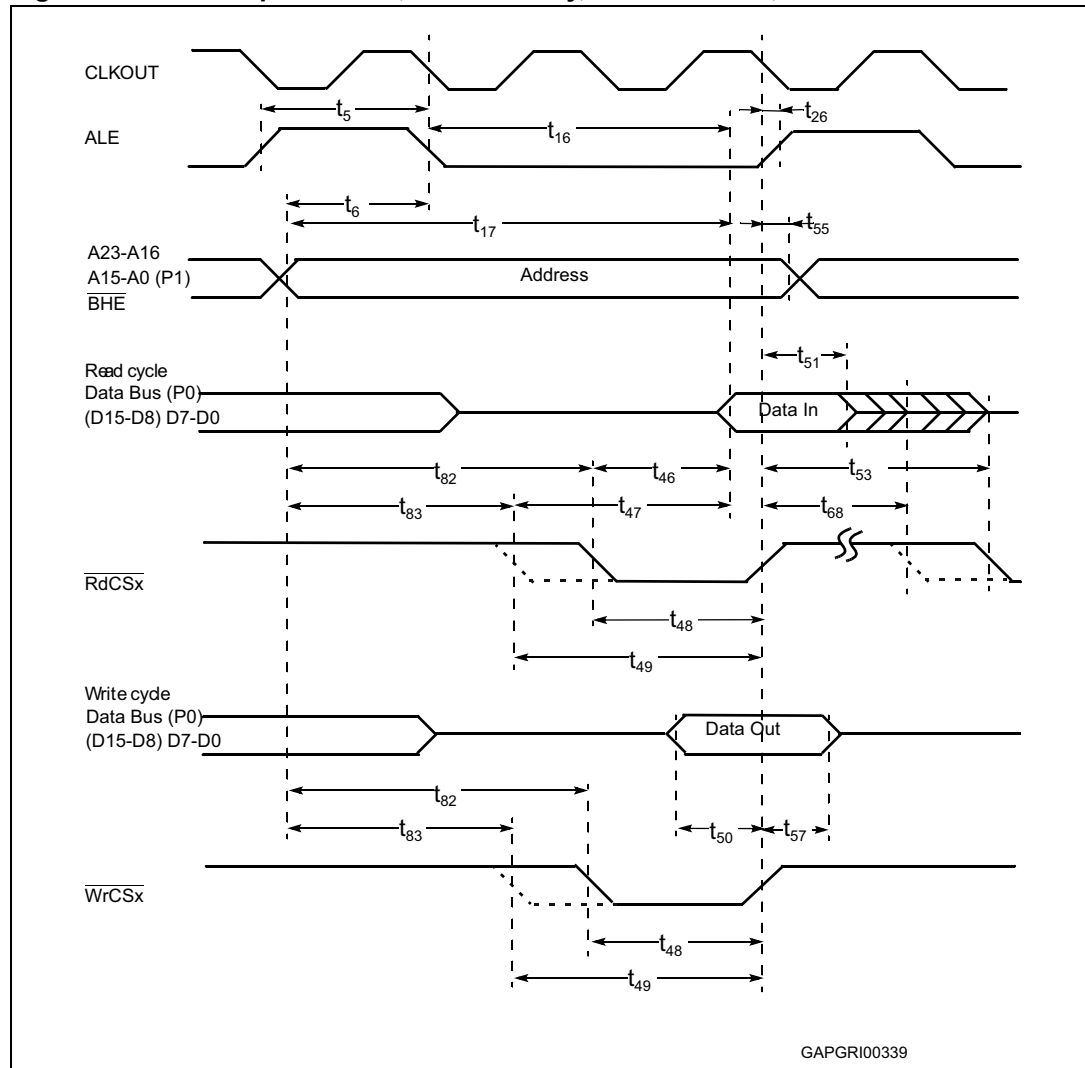 CLKOUT
t5
t26
t16
ALE
t6
t17
t55
A23-A16
A15-A0 (P1)
Address
BHE
t51
Read cycle
Data Bus (P0)
Data In
(D15-D8) D7-D0
t82
t46
t53
t83
t47
t68
RdCSx
t48
t49
Write cycle
Data Bus (P0)
Data Out
(D15-D8) D7-D0
t82
t83
t50
t57
WrCSx
t48
t49
GAPGRI00339